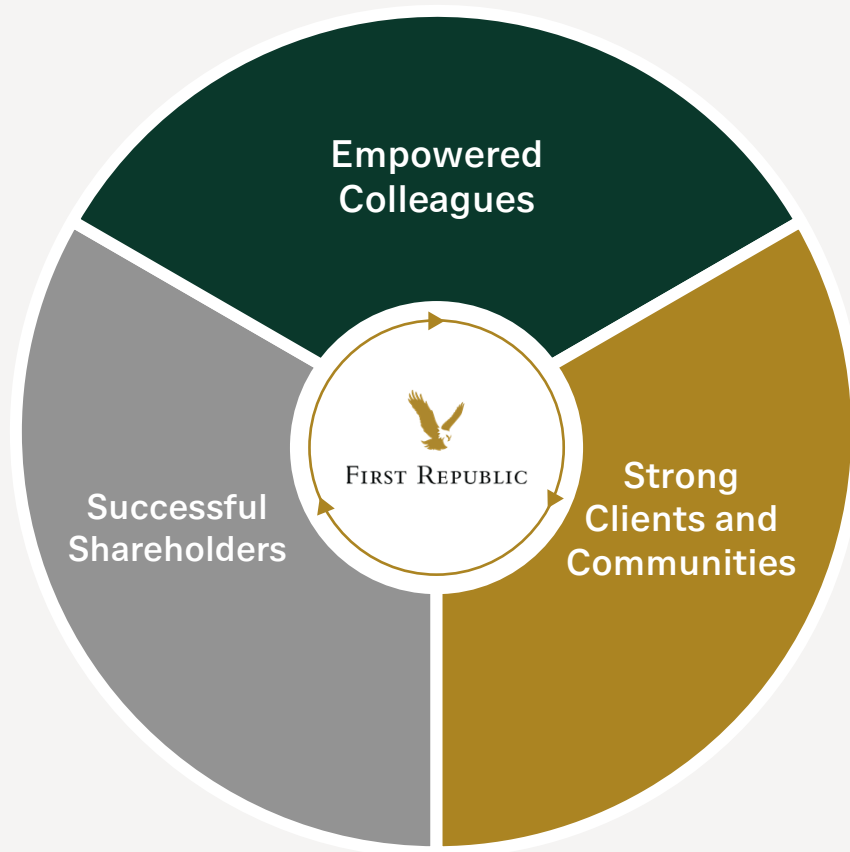 Empowered
Colleagues
FIRST REPUBLIC
Strong
Clients and
Communities
Successful
Shareholders